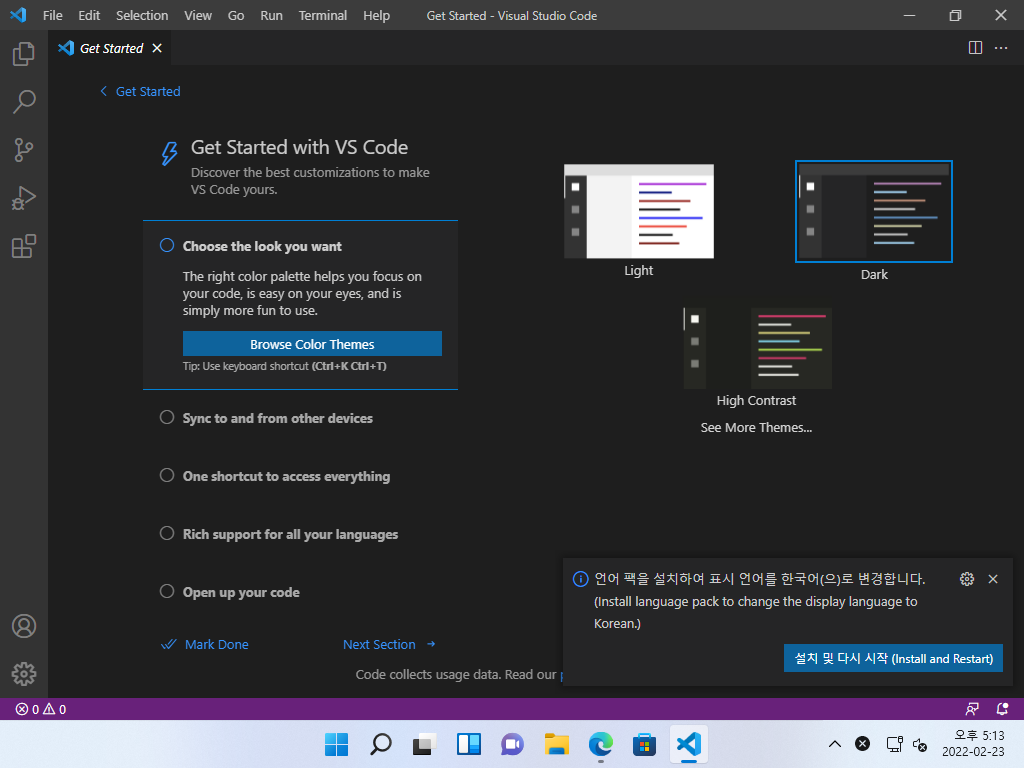 File Edit Selection View Go Run Terminal Help Get Started - Visual Studio Code
Get Started
Get Started
Get Started with VS Code
Discover the best customizations to make
VS Code yours.
Choose the look you want
The right color palette helps you focus on
your code, is easy on your eyes, and is
simply more fun to use.
Browse Color Themes
Tip: Use keyboard shortcut (Ctrl+K Ctrl+T)
Sync to and from other devices
One shortcut to access everything
Rich support for all your languages
Open up your code
Mark Done
Next Section
Light
Dark
High Contrast
See More Themes...
Code collects usage data. Read our
언어 팩을 설치하여 표시 언어를 한국어(으)로 변경합니다.
(Install language pack to change the display language to
Korean.)
설치 및 다시 시작 (Install and Restart)
0 0
오후 5:13
2022-02-23